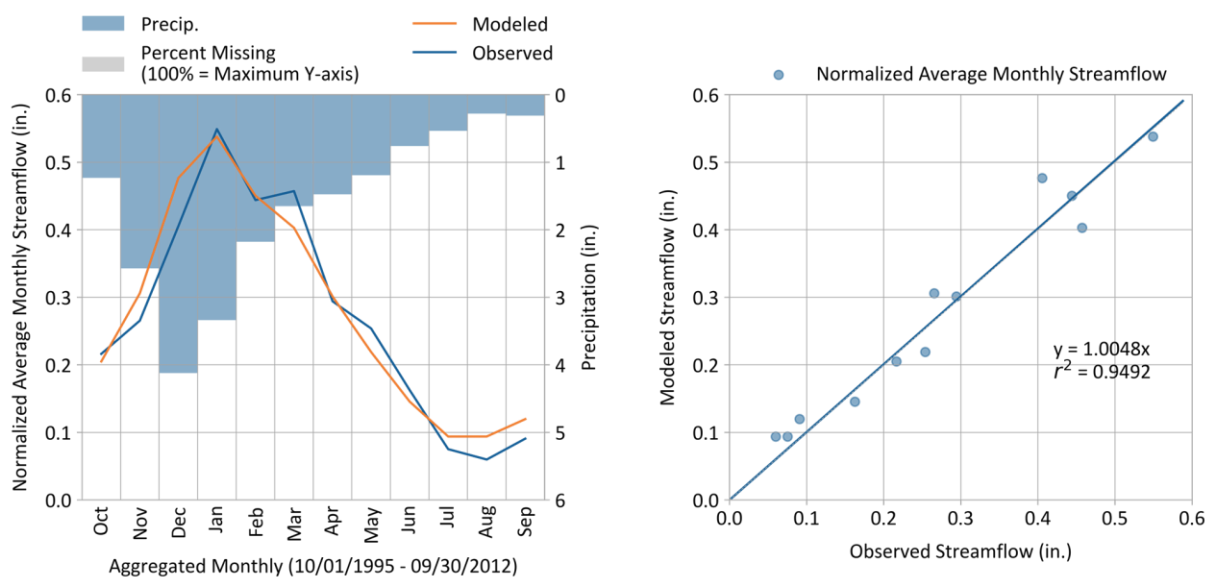 Precip.
Percent Missing
(100% = Maximum Y-axis)
Modeled
Observed
Normalized Average Monthly Streamflow (in.)
0.6
0.5
0.4
0.3
0.2
0.1
0.0
0
1
2
3
4
5
6
Precipitation (in.)
Oct
Nov
Dec
Jan
Feb
Mar
Apr
May
Jun
Jul
Aug
Sep
Aggregated Monthly (10/01/1995 - 09/30/2012)
Normalized Average Monthly Streamflow
Modeled Streamflow (in.)
0.6
0.5
0.4
0.3
0.2
0.1
0.0
y = 1.0048x
r² = 0.9492
0.0
0.1
0.2
0.3
0.4
0.5
0.6
Observed Streamflow (in.)